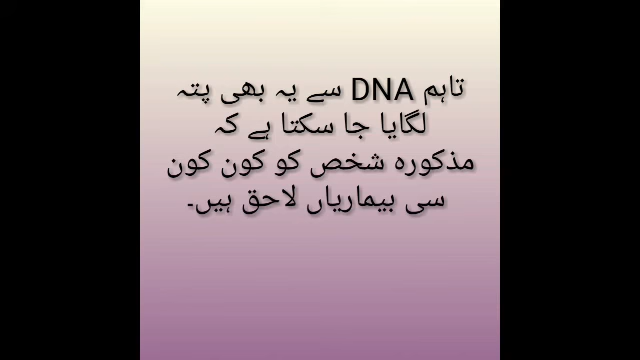 تاہم DNA سے یہ بھی پتہ
لگایا جا سکتا ہے کہ
مذکورہ شخص کو کون کون
سی بیماریاں لاحق ہیں۔